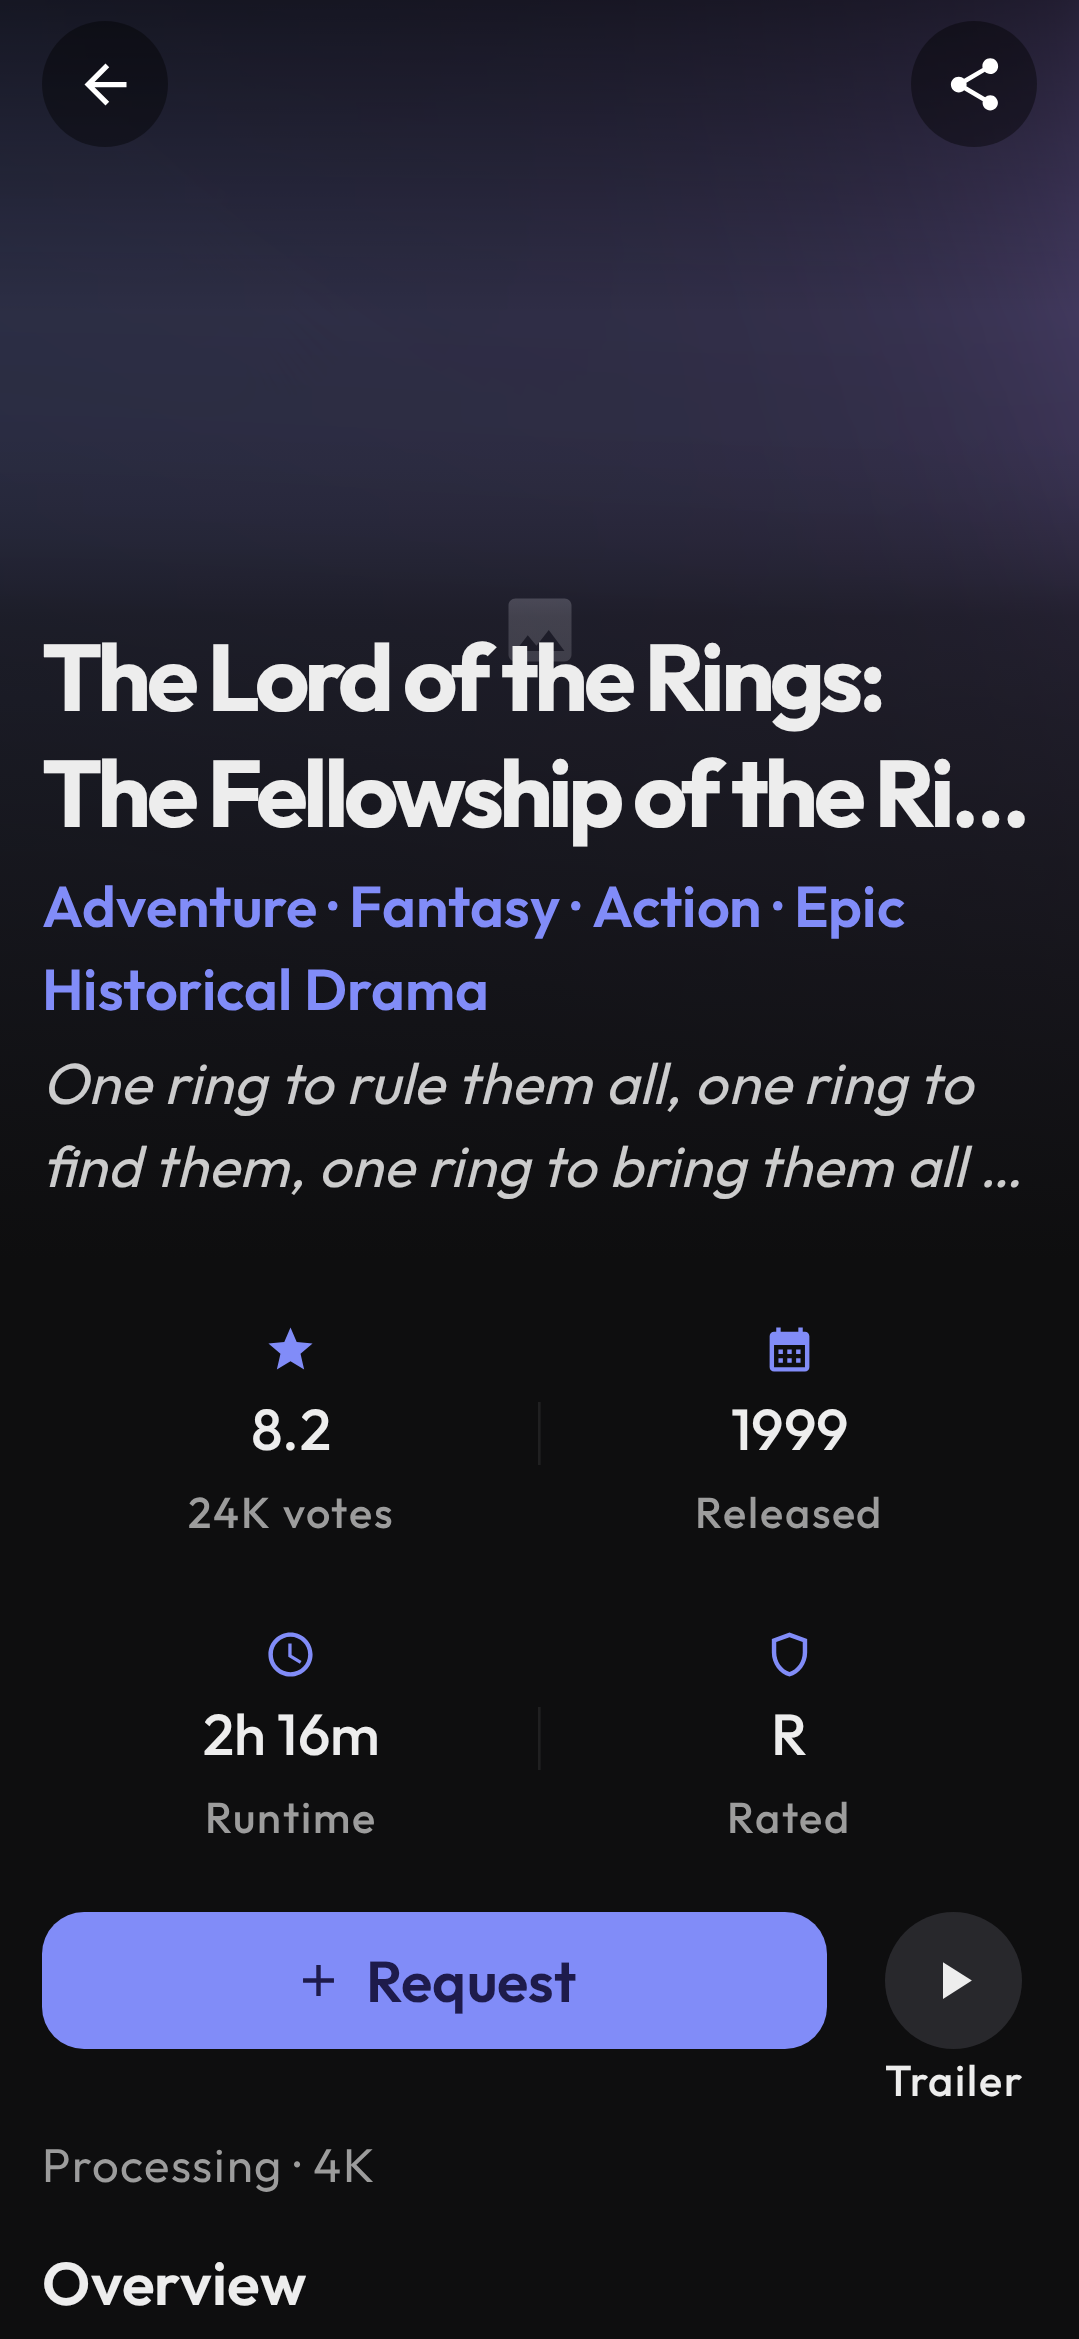 The Lord of the Rings:
The Fellowship of the Ri...
Adventure · Fantasy · Action · Epic
Historical Drama
One ring to rule them all, one ring to
find them, one ring to bring them all ...
8.2
24K votes
1999
Released
2h 16m
Runtime
R
Rated
+ Request
Trailer
Processing · 4K
Overview